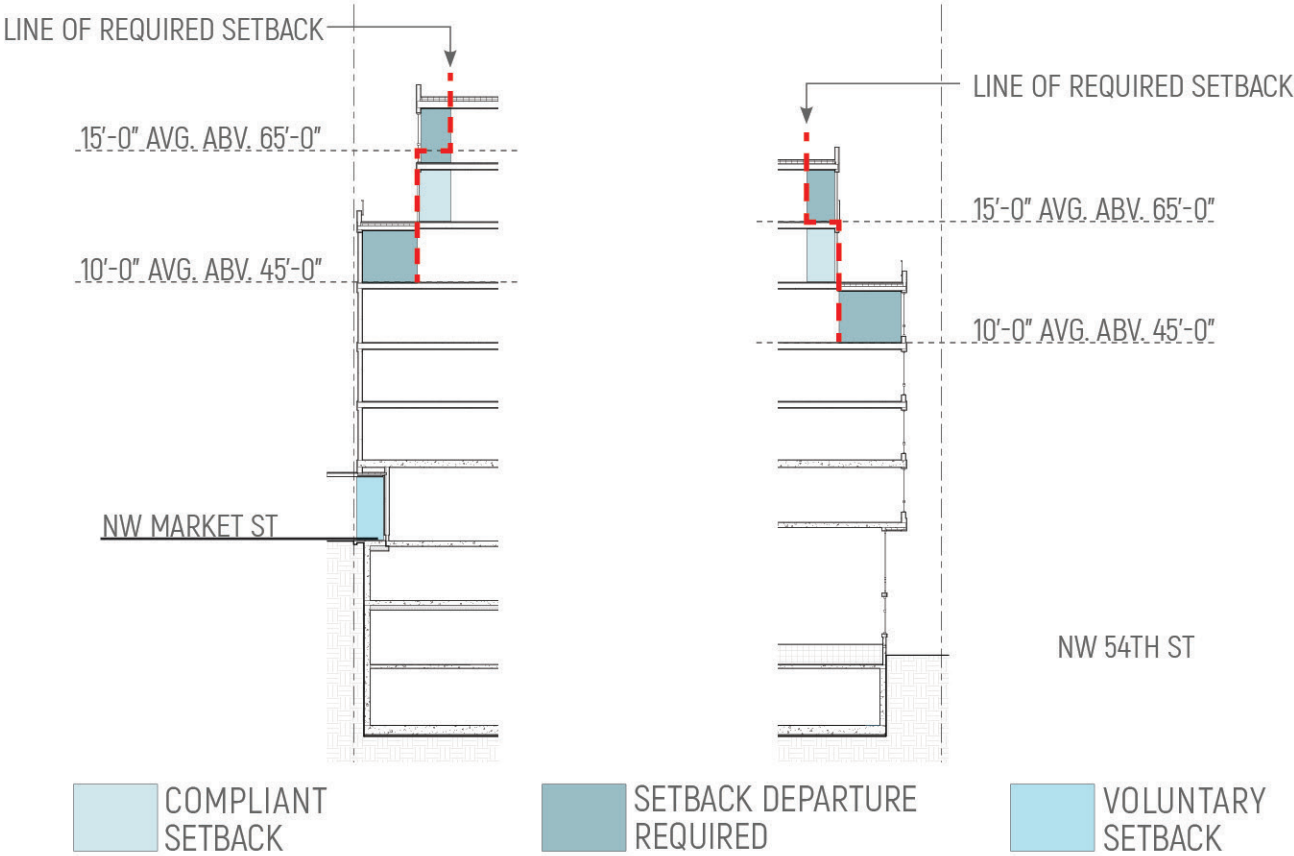 LINE OF REQUIRED SETBACK
15'-0" AVG. ABV. 65'-0"
10'-0" AVG. ABV. 45'-0"
NW MARKET ST
LINE OF REQUIRED SETBACK
15'-0" AVG. ABV. 65'-0"
10'-0" AVG. ABV. 45'-0"
NW 54TH ST
COMPLIANT
SETBACK
SETBACK DEPARTURE
REQUIRED
VOLUNTARY
SETBACK